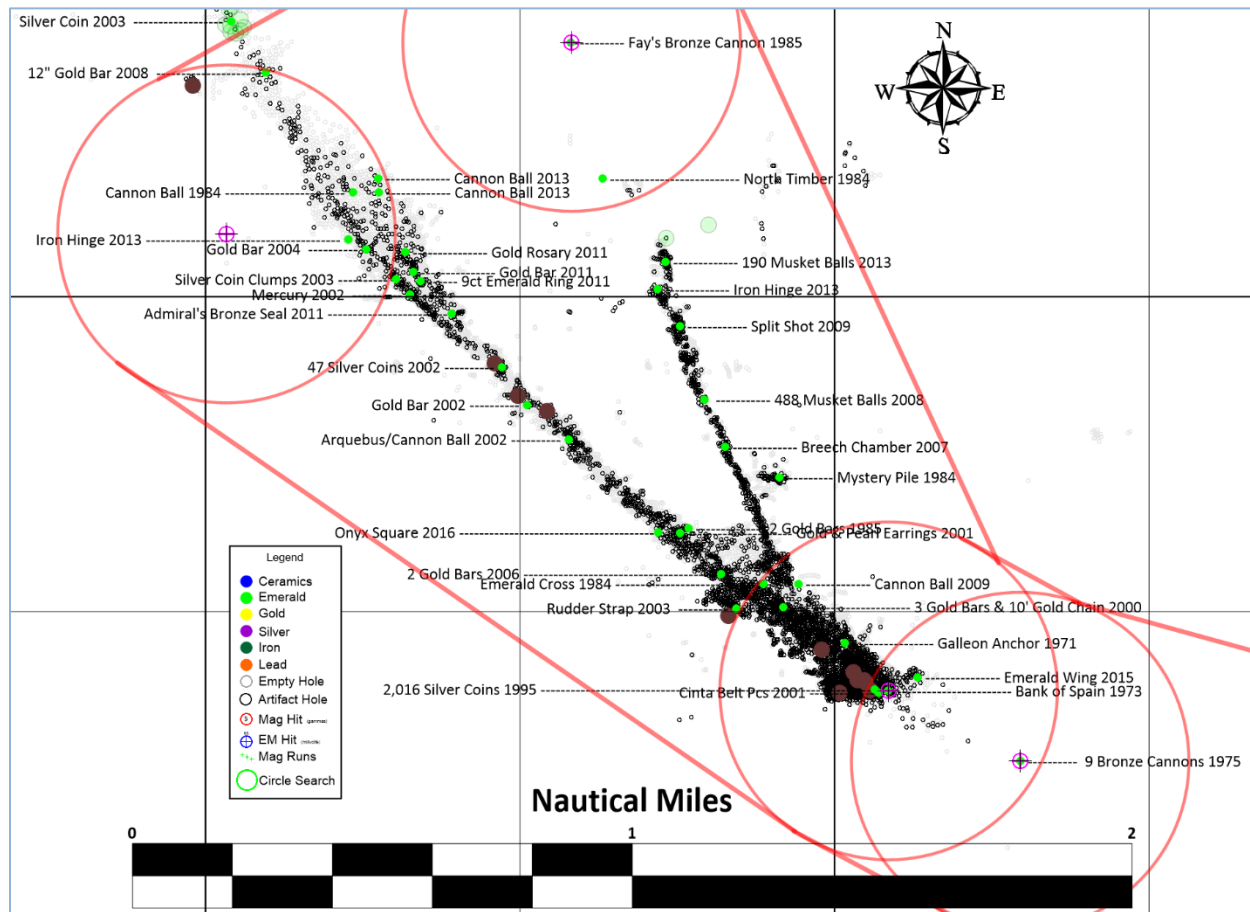 Silver Coin 2003
Fay's Bronze Cannon 1985
N
12" Gold Bar 2008
W
E
S
Cannon Ball 2013
North Timber 1984
Cannon Ball 1984
Cannon Ball 2013
Iron Hinge 2013
Gold Bar 2004
Gold Rosary 2011
190 Musket Balls 2013
Gold Bar 2011
Silver Coin Clumps 2003
9ct Emerald Ring 2011
Iron Hinge 2013
Mercury 2002
Admiral's Bronze Seal 2011
Split Shot 2009
47 Silver Coins 2002
Gold Bar 2002
488 Musket Balls 2008
Arquebus/Cannon Ball 2002
Breech Chamber 2007
Mystery Pile 1984
2 Gold Bars 1985
Onyx Square 2016
Gold & Pearl Earrings 2001
2 Gold Bars 2006
Emerald Cross 1984
Cannon Ball 2009
Rudder Strap 2003
3 Gold Bars & 10' Gold Chain 2000
Galleon Anchor 1971
Emerald Wing 2015
2,016 Silver Coins 1995
Cinta Belt Pcs 2001
Bank of Spain 1973
9 Bronze Cannons 1975
Legend
Ceramics
Emerald
Gold
Silver
Iron
Lead
Empty Hole
Artifact Hole
Mag Hit (gammas)
EM Hit
Mag Runs
Circle Search
Nautical Miles
0
1
2